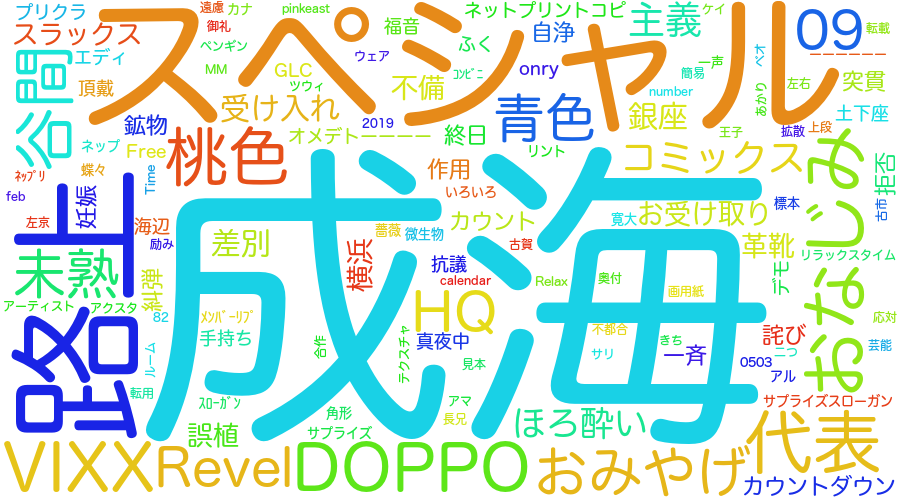 プリクラ
遠慮
カナ
pinkeast
ネットプリントコピ
主義
ケイ
09
スラックス
御礼
スペシャル
福音
自浄
転載
ーーーーーー
エディ
ペンギン
ウェア
ふく
一声
ベオ
谷間
頂戴
MM
GLC
ツウィ
不備
コンビニ
onry
簡易
左右
突貫
number
あかり
受け入れ
2019
青色
銀座
土下座
鉱物
オメデトーーーー
終日
王子
拡散
上段
ネップ
Free
桃色
リント
コミックス
おなじみ
ネップリ
蝶々
Time
作用
拒否
feb
妊娠
いろいろ
標本
古市
左京
海辺
薔薇
カウント
寛大
お受け取り
路上
励み
差別
横浜
微生物
古賀
革靴
リラックスタイム
未熟
糾弾
成海
抗議
calendar
Relax
奥付
デモ
アーティスト
アクスタ
82
メンバーリプ
HQ
画用紙
応対
手持ち
真夜中
不都合
きち
詫び
ルーム
合作
テクスチャ
見本
サリ
一斉
二つ
芸能
0503
アル
転用
スローガン
角形
アマ
長兄
サプライズスローガン
誤植
サプライズ
ほろ酔い
代表
VIXX
Revel
DOPPO
おみやげ
カウントダウン